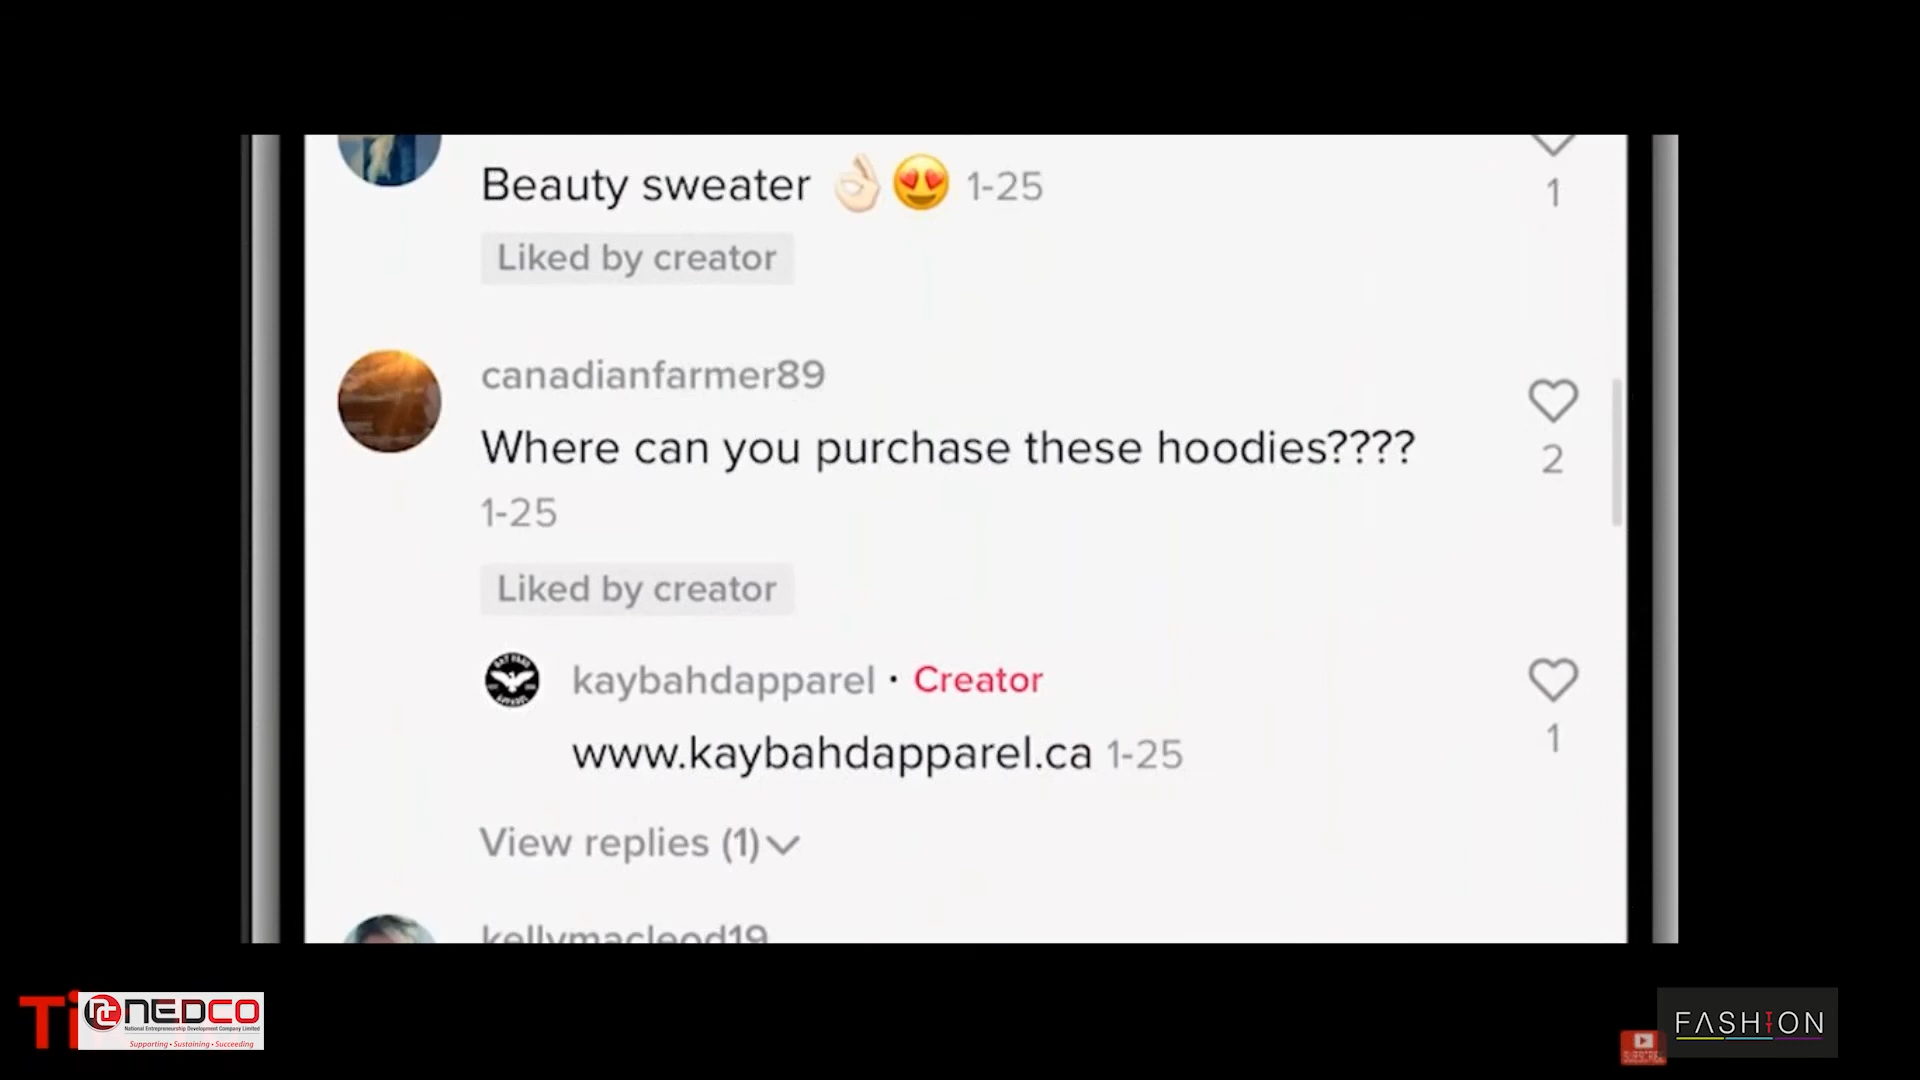 Beauty sweater 👌🏻😍 1-25
1
Liked by creator
canadianfarmer89
Where can you purchase these hoodies????
2
1-25
Liked by creator
kaybahdapparel · Creator
www.kaybahdapparel.ca 1-25
1
View replies (1)
kellymacleod19
Ti
NEDCO
National Entrepreneurship Development Company Limited
Supporting • Sustaining • Succeeding
SUBSCRIBE
FASHION